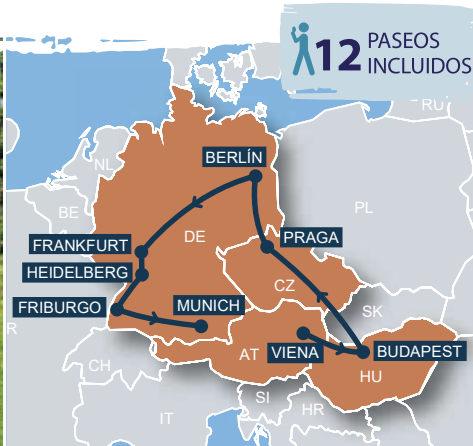 12 PASEOS
INCLUIDOS
RU
NL
BERLÍN
BE
PL
FRANKFURT
DE
PRAGA
HEIDELBERG
CZ
FRIBURGO
MUNICH
SK
VIENA
BUDAPEST
R
CH
AT
HU
SI
HR
IT